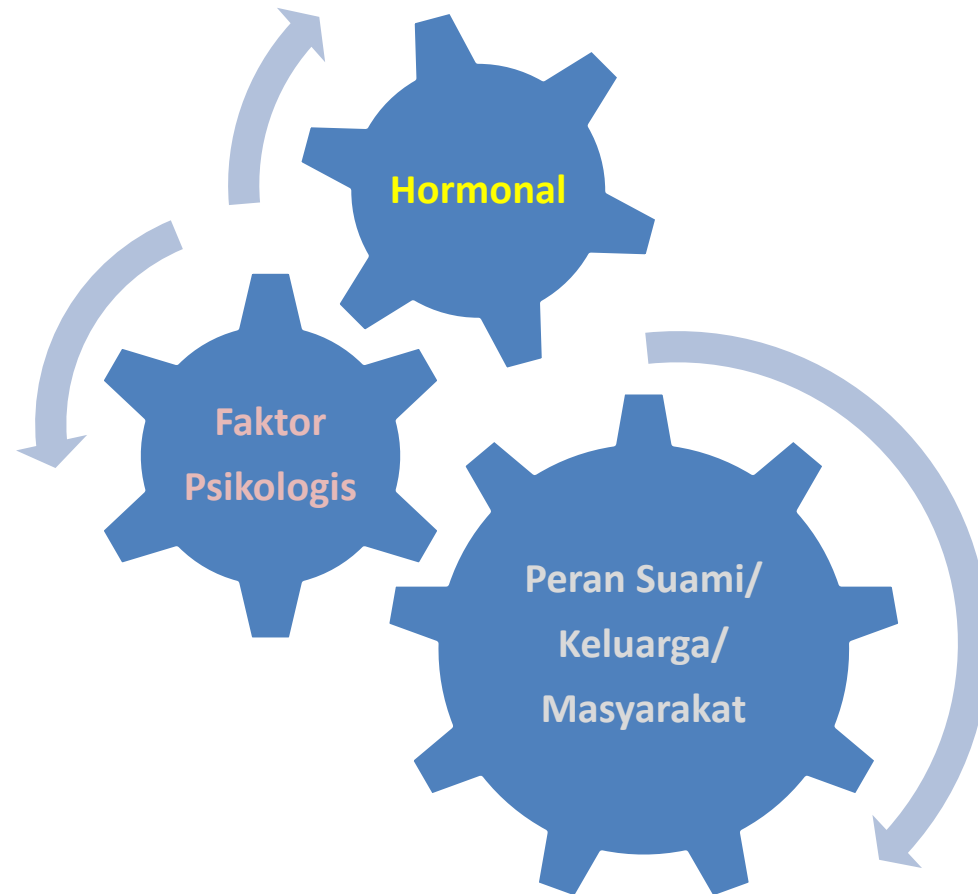 Hormonal
Faktor
Psikologis
Peran Suami/
Keluarga/
Masyarakat